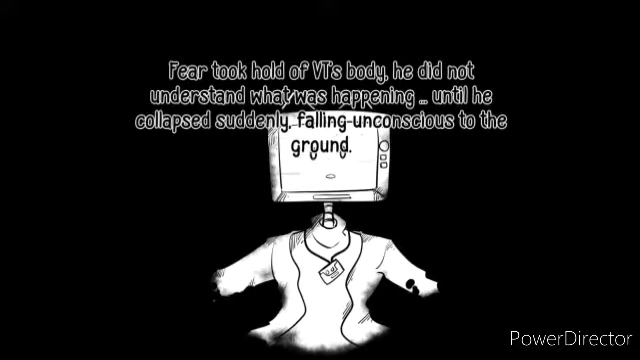 Fear took hold of VT's body, he did not
understand what was happening ... until he
collapsed suddenly, falling unconscious to the
ground.
PowerDirector